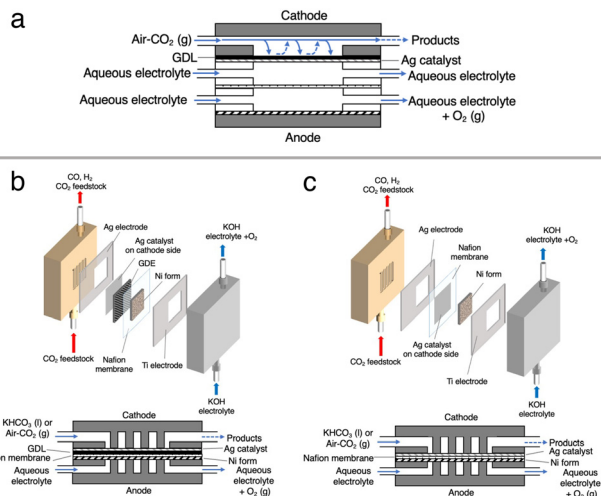 a
Cathode
Air-CO₂ (g)
Products
GDL
Ag catalyst
Aqueous electrolyte
Aqueous electrolyte
Aqueous electrolyte
Aqueous electrolyte
+ O₂ (g)
Anode
b
CO, H₂
CO₂ feedstock
Ag electrode
Ag catalyst
on cathode side
GDE
Ni form
KOH
electrolyte +O₂
CO₂ feedstock
Nafion
membrane
Ti electrode
KOH
electrolyte
Cathode
KHCO₃ (l) or
Air-CO₂ (g)
Products
Ag catalyst
GDL
on membrane
Ni form
Aqueous
electrolyte
Aqueous
electrolyte
+ O₂ (g)
Anode
c
CO, H₂
CO₂ feedstock
Ag electrode
Nafion
membrane
Ni form
KOH
electrolyte +O₂
CO₂ feedstock
Ag catalyst
on cathode side
Ti electrode
KOH
electrolyte
Cathode
KHCO₃ (l) or
Air-CO₂ (g)
Products
Ag catalyst
Nafion membrane
Ni form
Aqueous
electrolyte
Aqueous
electrolyte
+ O₂ (g)
Anode